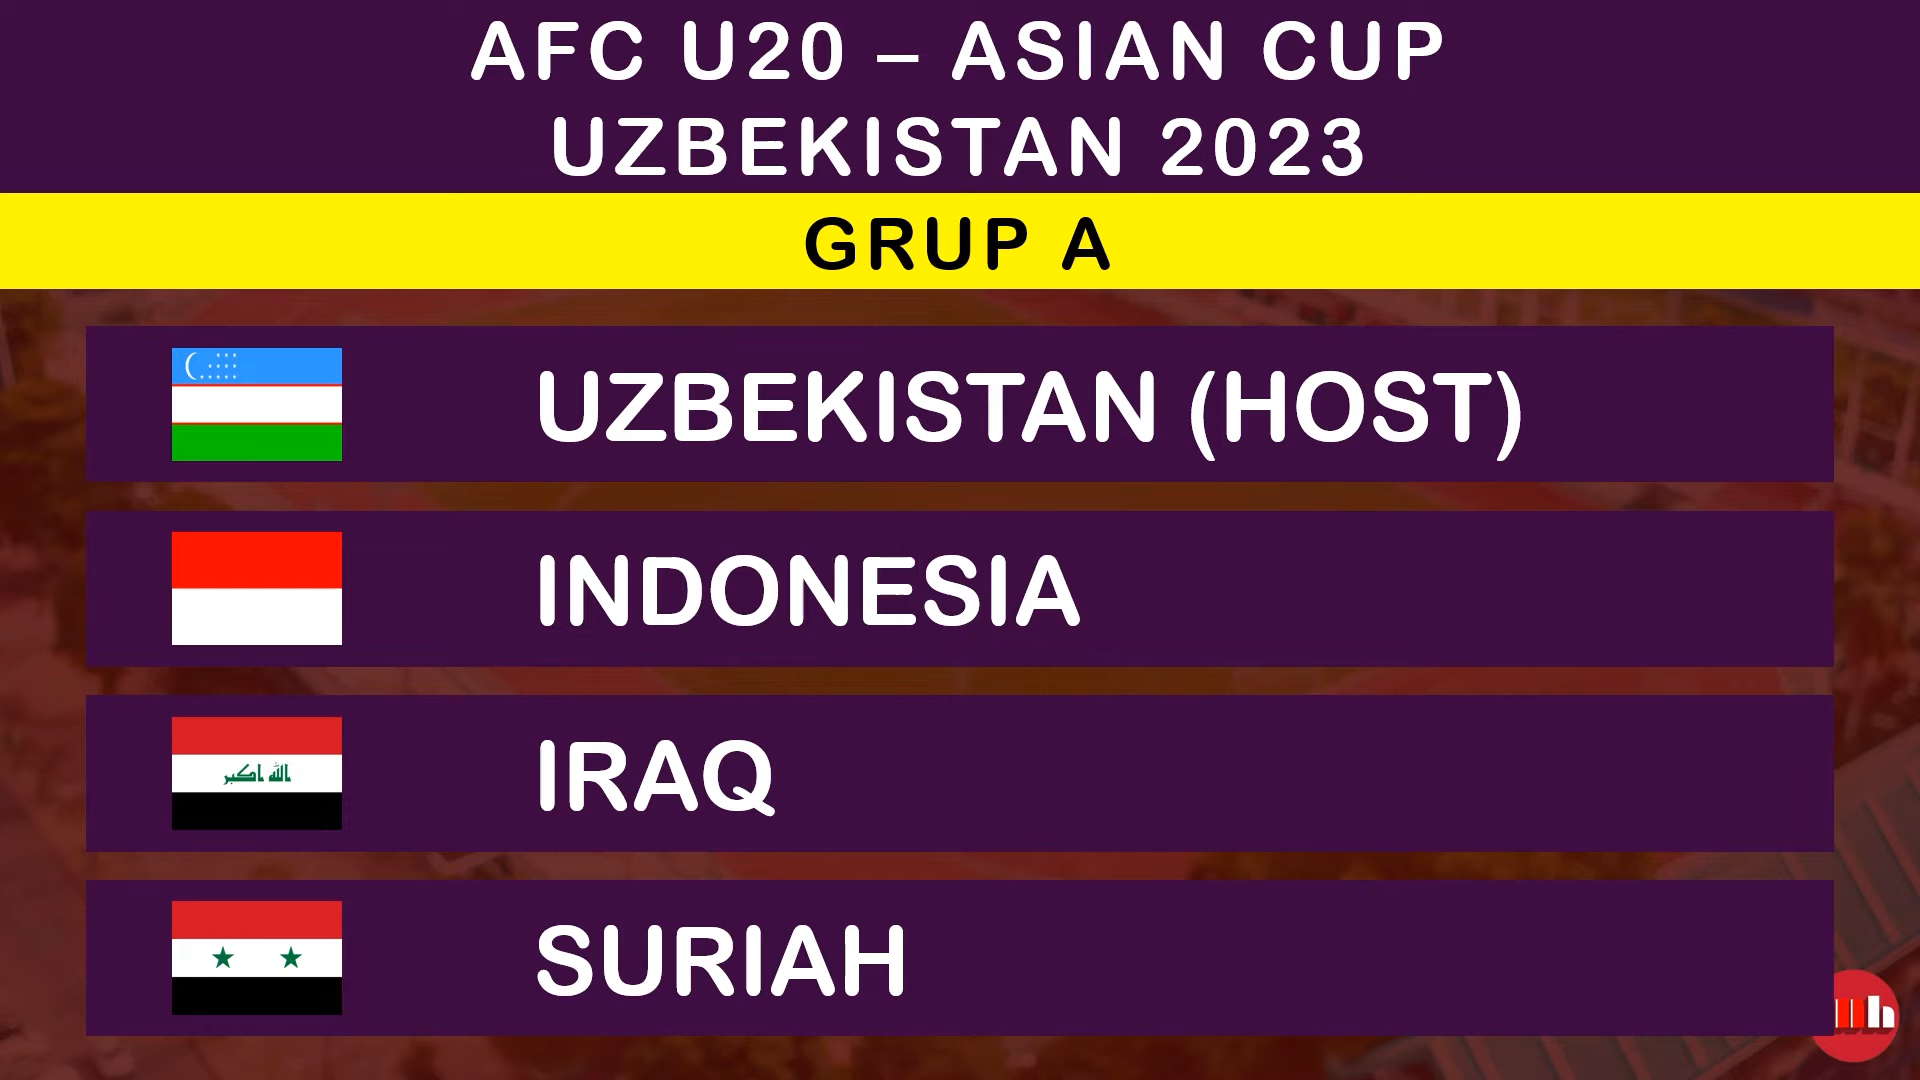 AFC U20 – ASIAN CUP
UZBEKISTAN 2023
GRUP A
UZBEKISTAN (HOST)
INDONESIA
IRAQ
الله اكبر
SURIAH